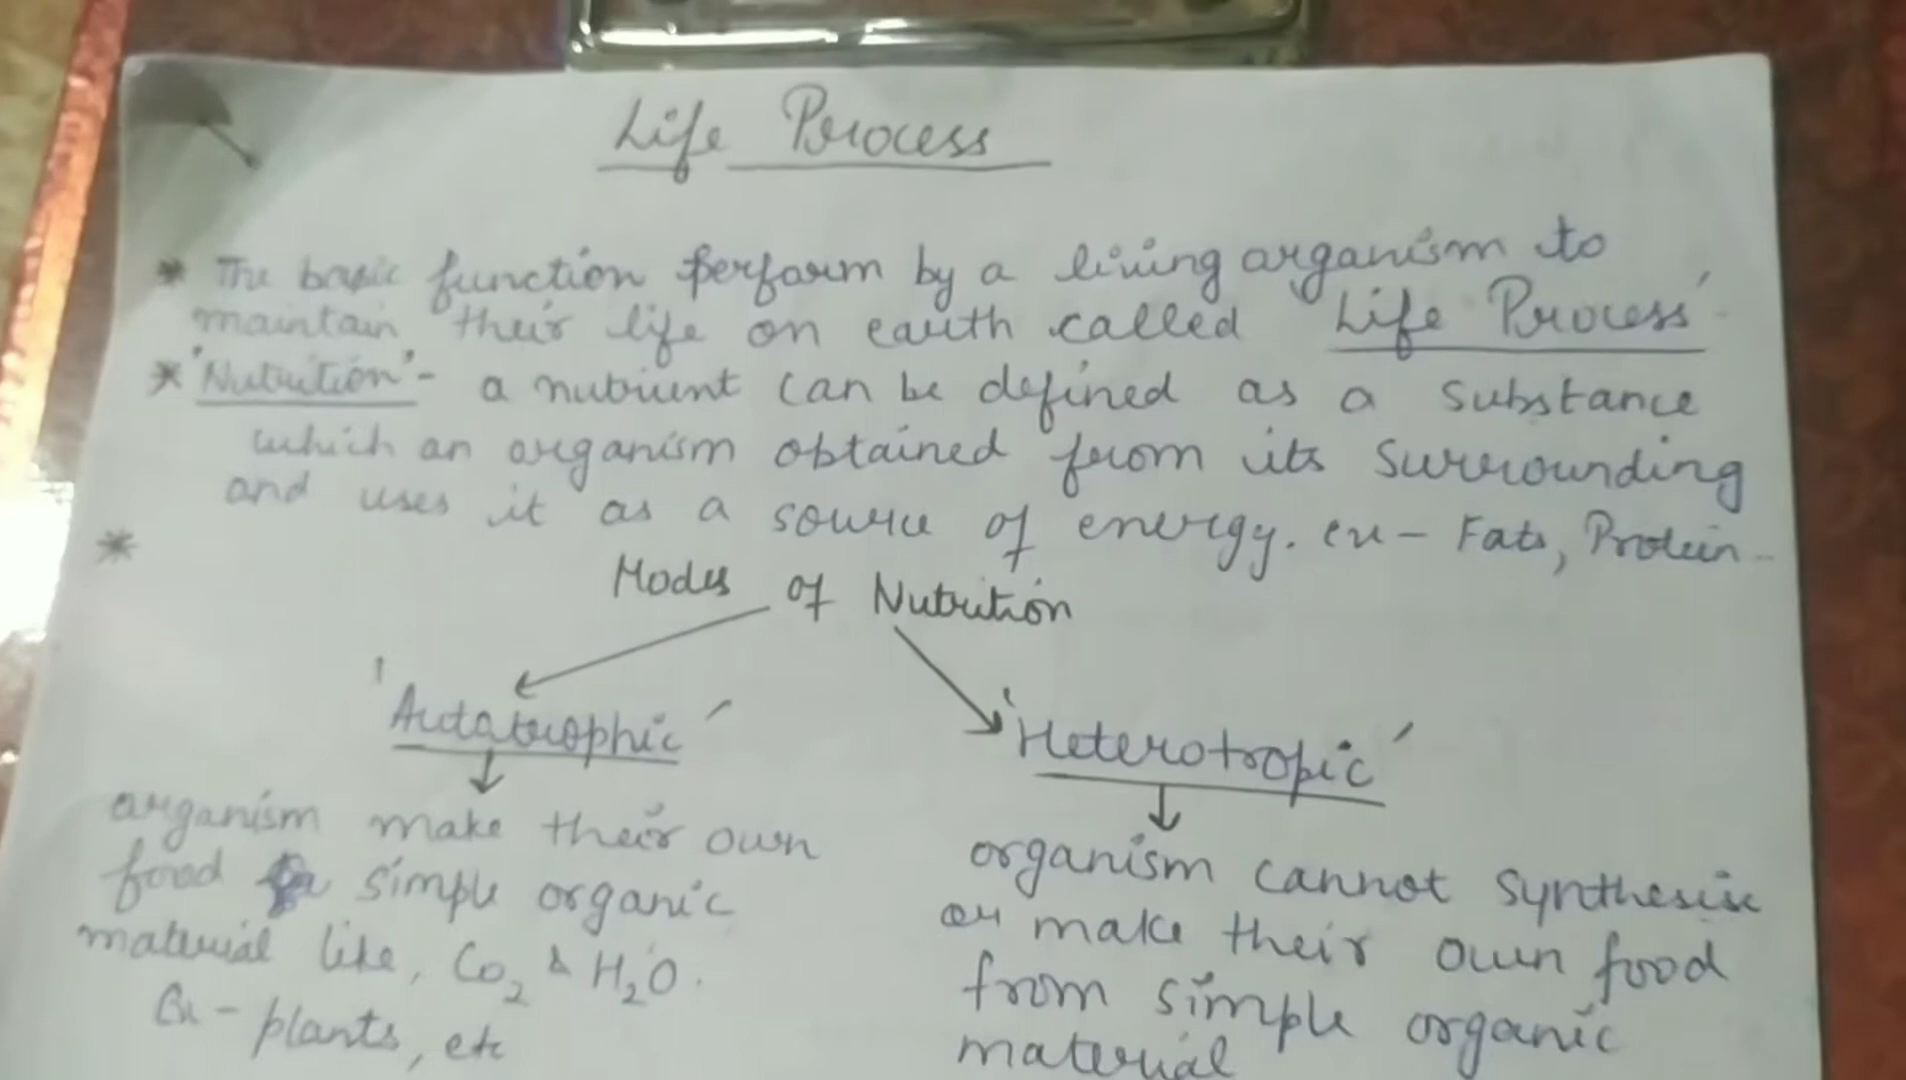 Life Process
* The basic function perform by a living organism to
maintain their life on earth called 'Life Process'
* 'Nutrition' - a nutrient can be defined as a substance
which an organism obtained from its surrounding
and uses it as a source of energy. ex - Fats, Protein -
*
Modes of Nutrition
'Autotrophic' 'Heterotropic'
organism make their own
food simple organic
material like, Co2 & H2O.
Ex - plants, etc
organism cannot synthesise
or make their own food
from simple organic
material